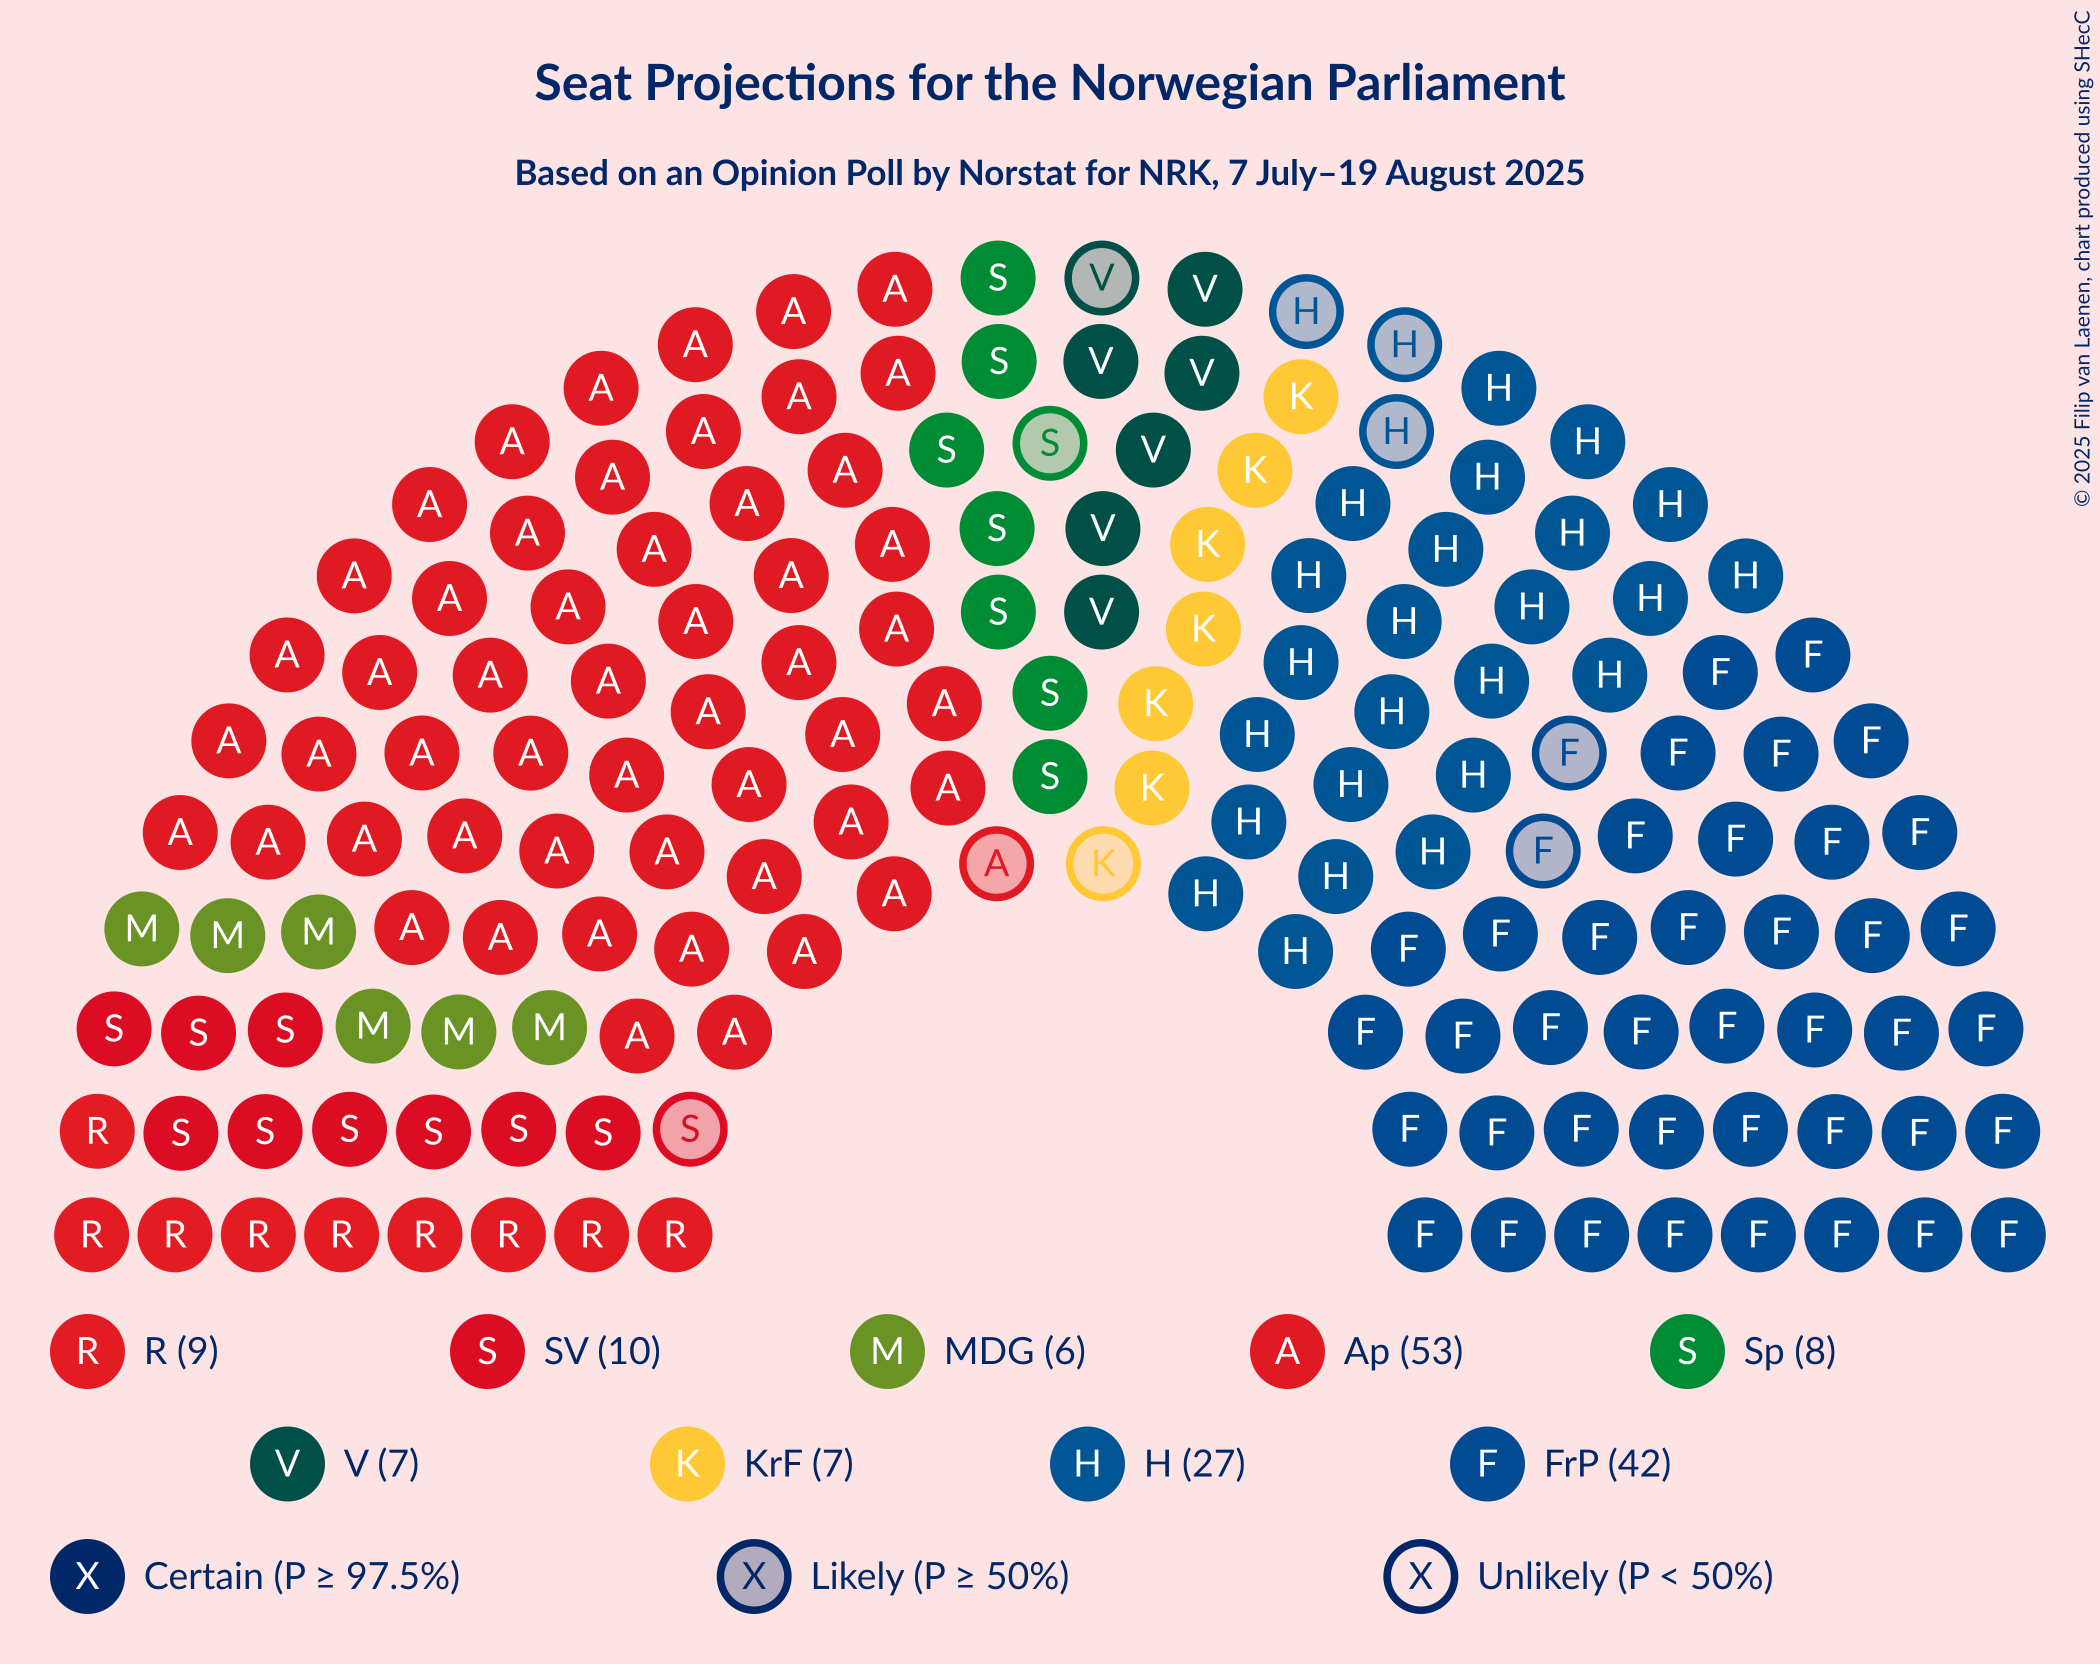 Seat Projections for the Norwegian Parliament
Based on an Opinion Poll by Norstat for NRK, 7 July–19 August 2025
© 2025 Filip van Laenen, chart produced using SHecC
A S V V H
A A H
A A S V V K H
A A A H H
A A S S V K H H
A A A H H H
A A A S V K H H H
A A A H H H
A A A S V K H H H
A A A A S K H H H F F
A A A A A A K H H H F F F F
A A A A A S K H H F F
A A A A A A H H F F F F F
A A K
A A H H
M M M A A A A A H F F F F F F F
S S S M M M A A F F F F F F F F
R S S S S S S S F F F F F F F F
R R R R R R R R F F F F F F F F
R R (9) S SV (10) M MDG (6) A Ap (53) S Sp (8)
V V (7) K KrF (7) H H (27) F FrP (42)
X Certain (P ≥ 97.5%) X Likely (P ≥ 50%) X Unlikely (P < 50%)